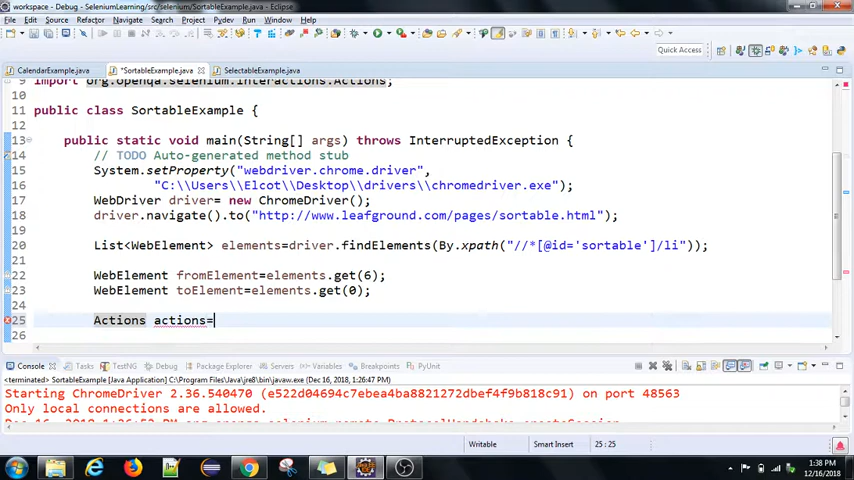 workspace - Debug - SeleniumLearning/src/selenium/SortableExample.java - Eclipse
File Edit Source Refactor Navigate Search Project PyDev Run Window Help
Quick Access
CalendarExample.java *SortableExample.java SelectableExample.java
9 import org.openqa.selenium.interactions.Actions;
10
11 public class SortableExample {
12
13 public static void main(String[] args) throws InterruptedException {
14 // TODO Auto-generated method stub
15 System.setProperty("webdriver.chrome.driver",
16 "C:\\Users\\Elcot\\Desktop\\drivers\\chromedriver.exe");
17 WebDriver driver= new ChromeDriver();
18 driver.navigate().to("http://www.leafground.com/pages/sortable.html");
19
20 List<WebElement> elements=driver.findElements(By.xpath("//*[@id='sortable']/li"));
21
22 WebElement fromElement=elements.get(6);
23 WebElement toElement=elements.get(0);
24
25 Actions actions=
26
Console Tasks TestNG Debug Package Explorer Servers Variables Breakpoints PyUnit
<terminated> SortableExample [Java Application] C:\Program Files\Java\jre8\bin\javaw.exe (Dec 16, 2018, 1:26:47 PM)
Starting ChromeDriver 2.36.540470 (e522d04694c7ebea4ba8821272dbef4f9b818c91) on port 48563
Only local connections are allowed.
Writable Smart Insert 25 : 25
1:38 PM
12/16/2018